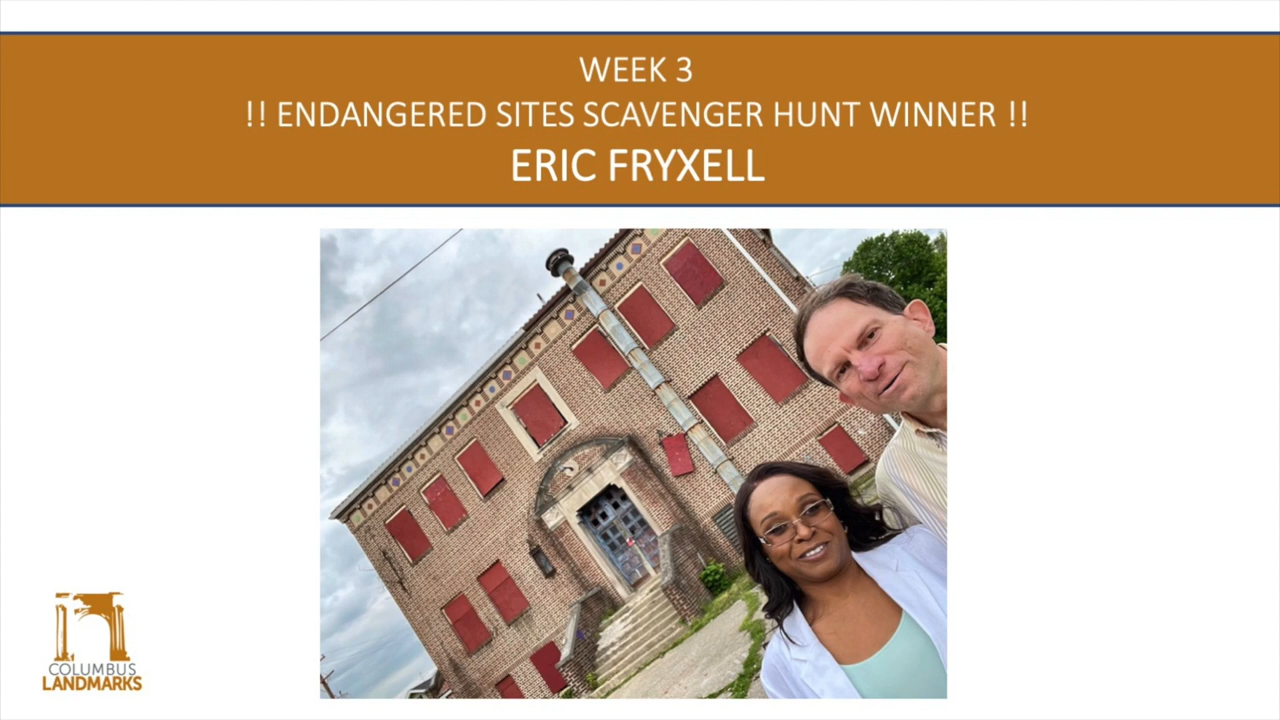 WEEK 3
!! ENDANGERED SITES SCAVENGER HUNT WINNER !!
ERIC FRYXELL
COLUMBUS
LANDMARKS